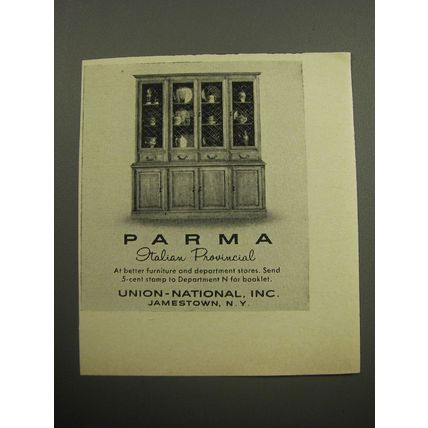 PARMA
Italian Provincial
At better furniture and department stores. Send
5-cent stamp to Department N for booklet.
UNION-NATIONAL, INC.
JAMESTOWN, N.Y.